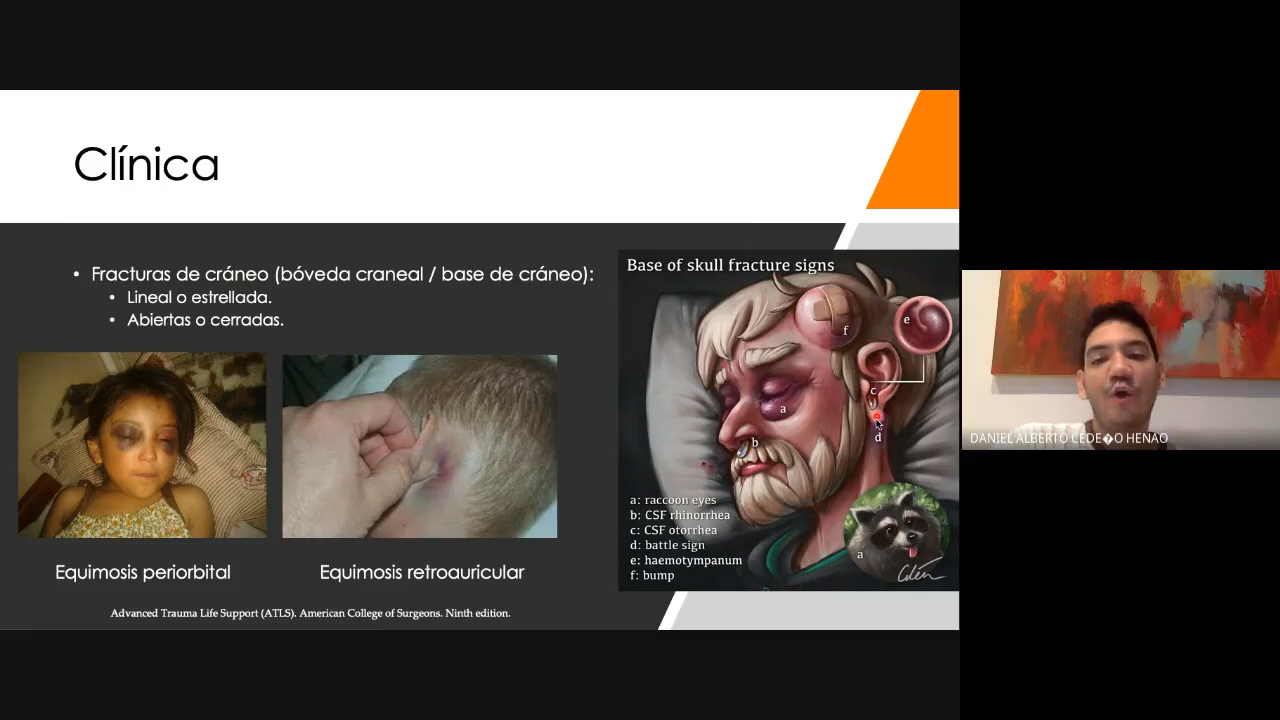 Clínica
• Fracturas de cráneo (bóveda craneal / base de cráneo):
• Lineal o estrellada.
• Abiertas o cerradas.
Equimosis periorbital
Equimosis retroauricular
Advanced Trauma Life Support (ATLS). American College of Surgeons. Ninth edition.
Base of skull fracture signs
f
e
c
a
d
b
a: raccoon eyes
b: CSF rhinorrhea
c: CSF otorrhea
d: battle sign
e: haemotympanum
f: bump
a
DANIEL ALBERTO CEDE�O HENAO